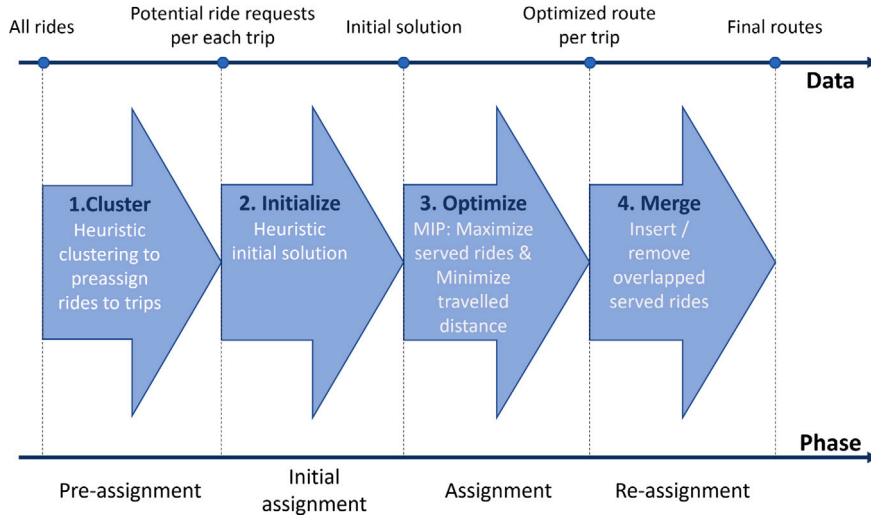 All rides
Potential ride requests
per each trip
Initial solution
Optimized route
per trip
Final routes
Data
1.Cluster
Heuristic
clustering to
preassign
rides to trips
2. Initialize
Heuristic
initial solution
3. Optimize
MIP: Maximize
served rides &
Minimize
travelled
distance
4. Merge
Insert /
remove
overlapped
served rides
Phase
Pre-assignment
Initial
assignment
Assignment
Re-assignment